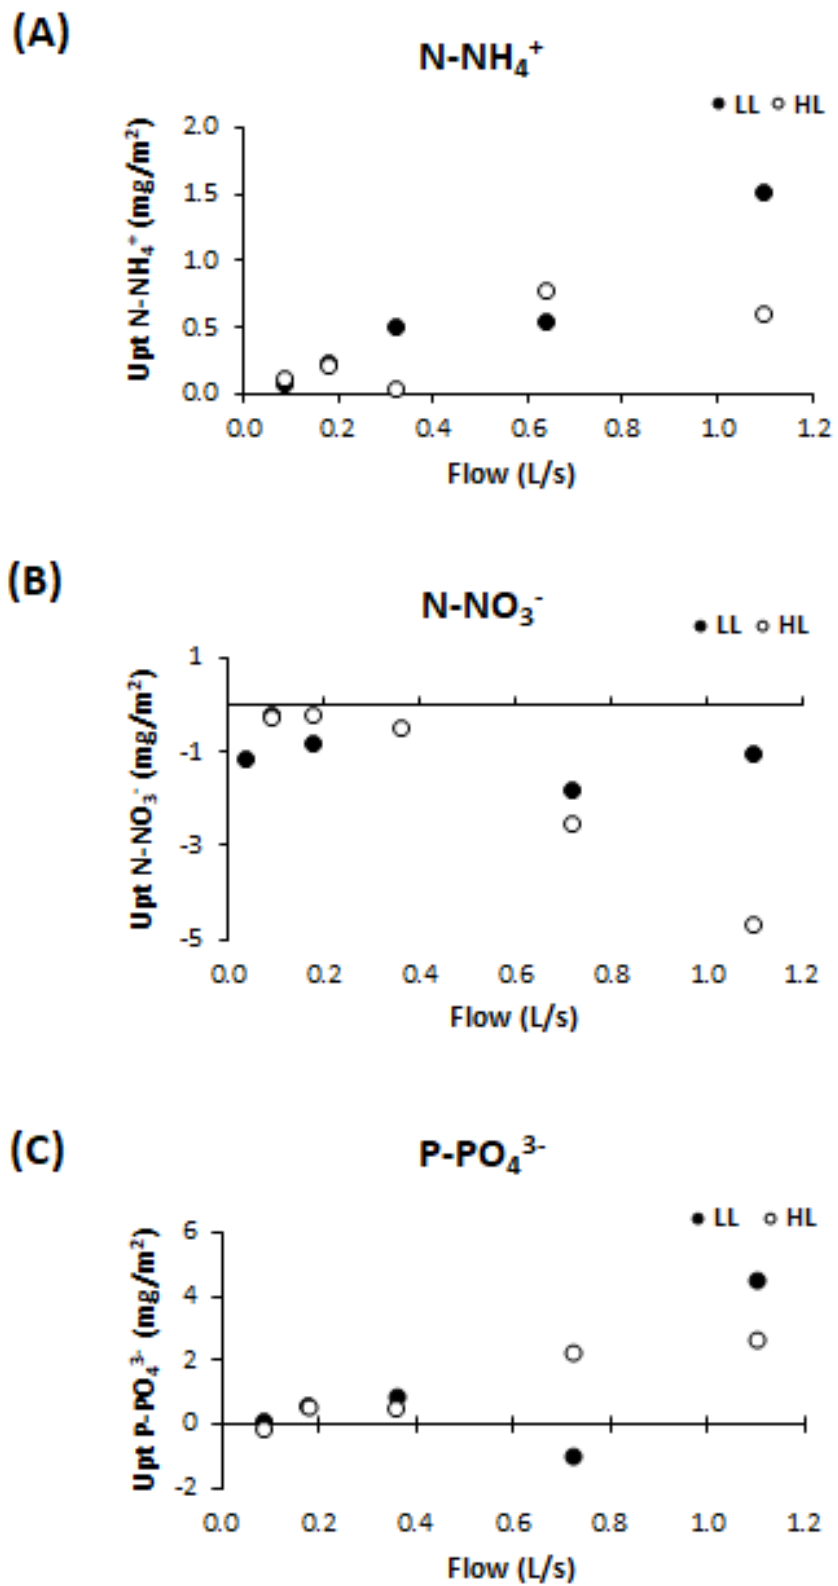 (A)
N-NH₄⁺
LL HL
Upt N-NH₄⁺ (mg/m²)
2.0
1.5
1.0
0.5
0.0
0.0 0.2 0.4 0.6 0.8 1.0 1.2
Flow (L/s)
(B)
N-NO₃⁻
LL HL
Upt N-NO₃⁻ (mg/m²)
1
-1
-3
-5
0.0 0.2 0.4 0.6 0.8 1.0 1.2
Flow (L/s)
(C)
P-PO₄³⁻
LL HL
Upt P-PO₄³⁻ (mg/m²)
6
4
2
0
-2
0.0 0.2 0.4 0.6 0.8 1.0 1.2
Flow (L/s)